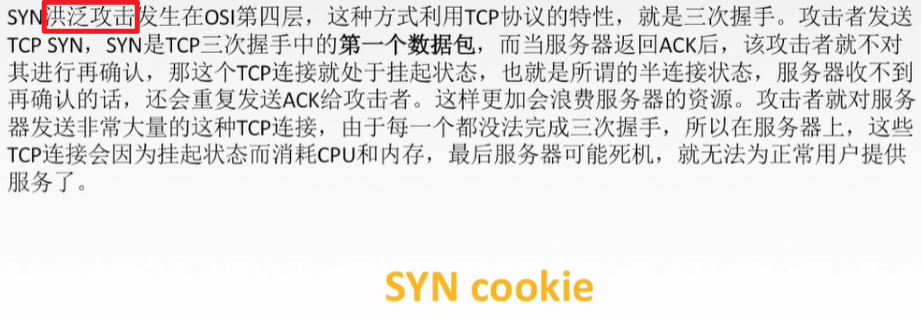 SYN洪泛攻击发生在OSI第四层，这种方式利用TCP协议的特性，就是三次握手。攻击者发送
TCP SYN，SYN是TCP三次握手中的第一个数据包，而当服务器返回ACK后，该攻击者就不对
其进行再确认，那这个TCP连接就处于挂起状态，也就是所谓的半连接状态，服务器收不到
再确认的话，还会重复发送ACK给攻击者。这样更加会浪费服务器的资源。攻击者就对服务
器发送非常大量的这种TCP连接，由于每一个都没法完成三次握手，所以在服务器上，这些
TCP连接会因为挂起状态而消耗CPU和内存，最后服务器可能死机，就无法为正常用户提供
服务了。
SYN cookie